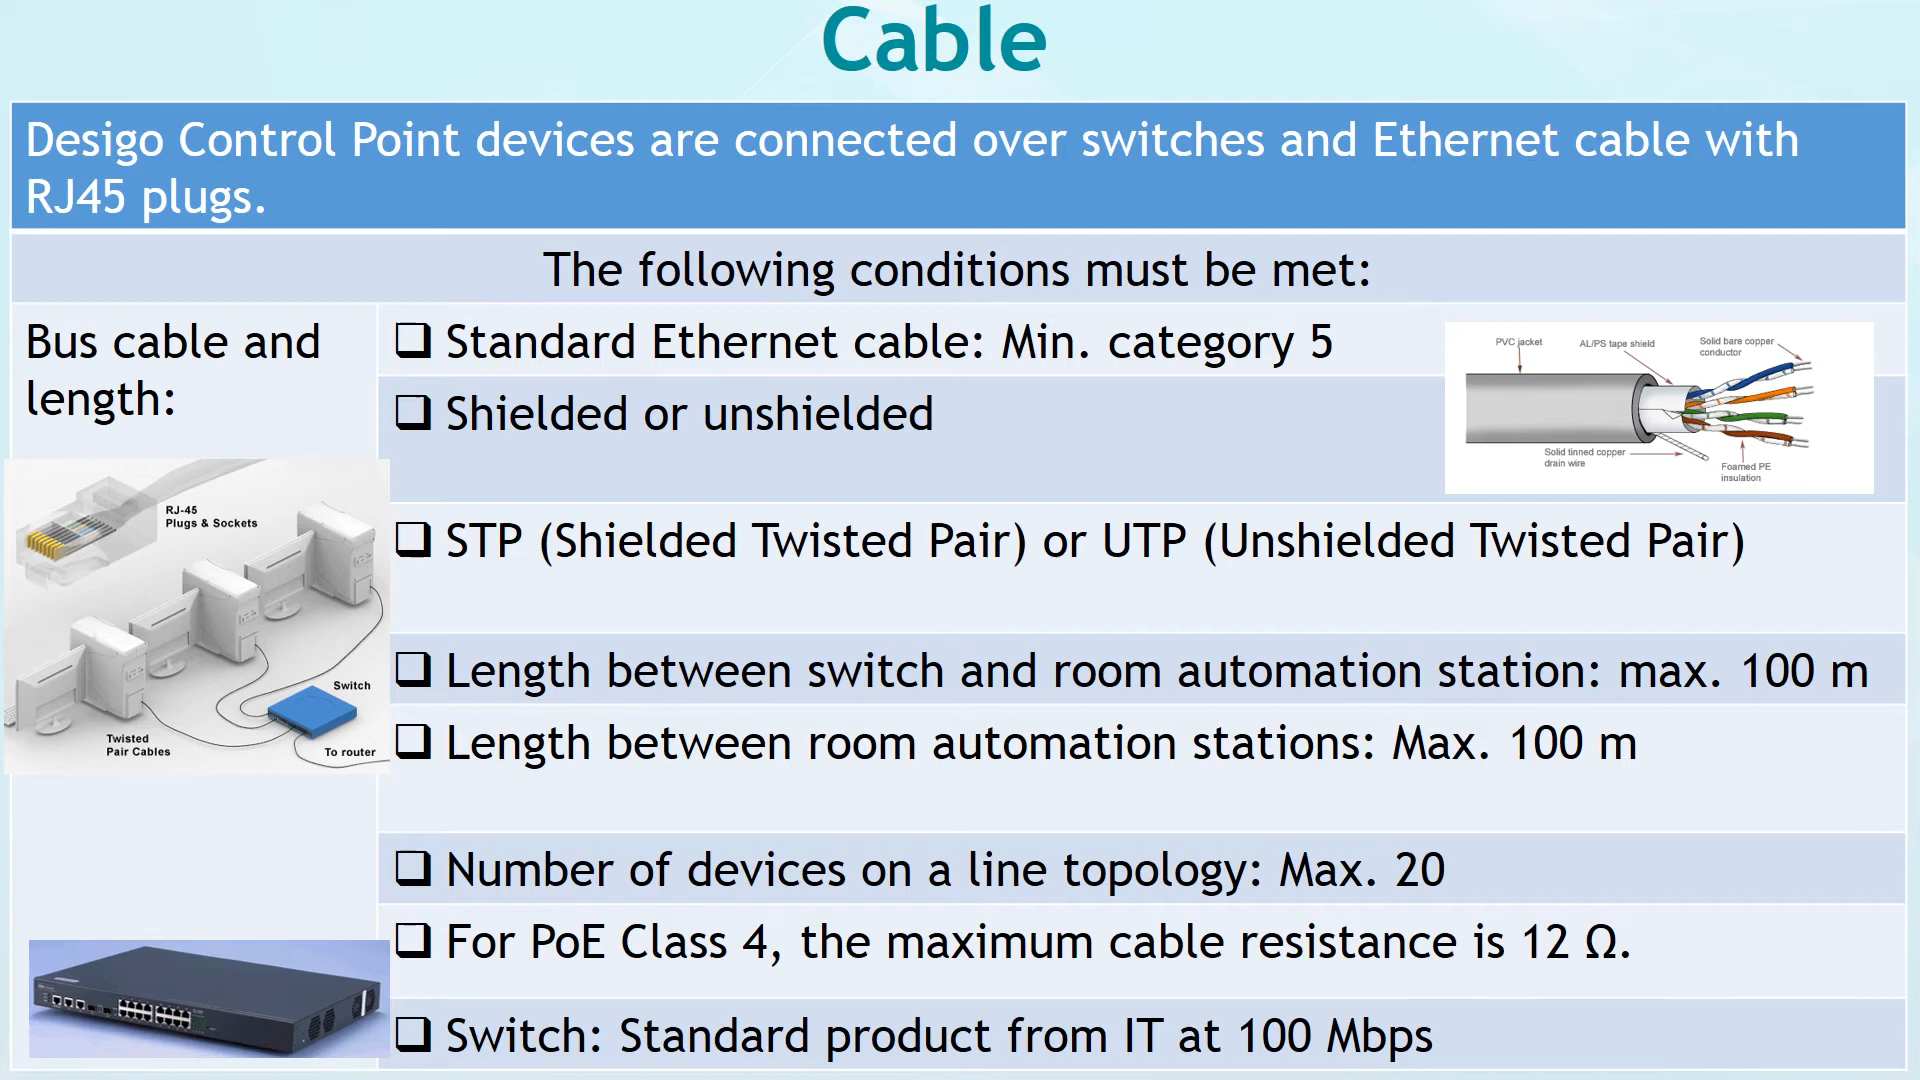 Cable
Desigo Control Point devices are connected over switches and Ethernet cable with
RJ45 plugs.
The following conditions must be met:
Bus cable and
length:
❑ Standard Ethernet cable: Min. category 5
❑ Shielded or unshielded
PVC jacket
AL/PS tape shield
Solid bare copper
conductor
Solid tinned copper
drain wire
Foamed PE
insulation
RJ-45
Plugs & Sockets
Switch
Twisted
Pair Cables
To router
❑ STP (Shielded Twisted Pair) or UTP (Unshielded Twisted Pair)
❑ Length between switch and room automation station: max. 100 m
❑ Length between room automation stations: Max. 100 m
❑ Number of devices on a line topology: Max. 20
❑ For PoE Class 4, the maximum cable resistance is 12 Ω.
❑ Switch: Standard product from IT at 100 Mbps